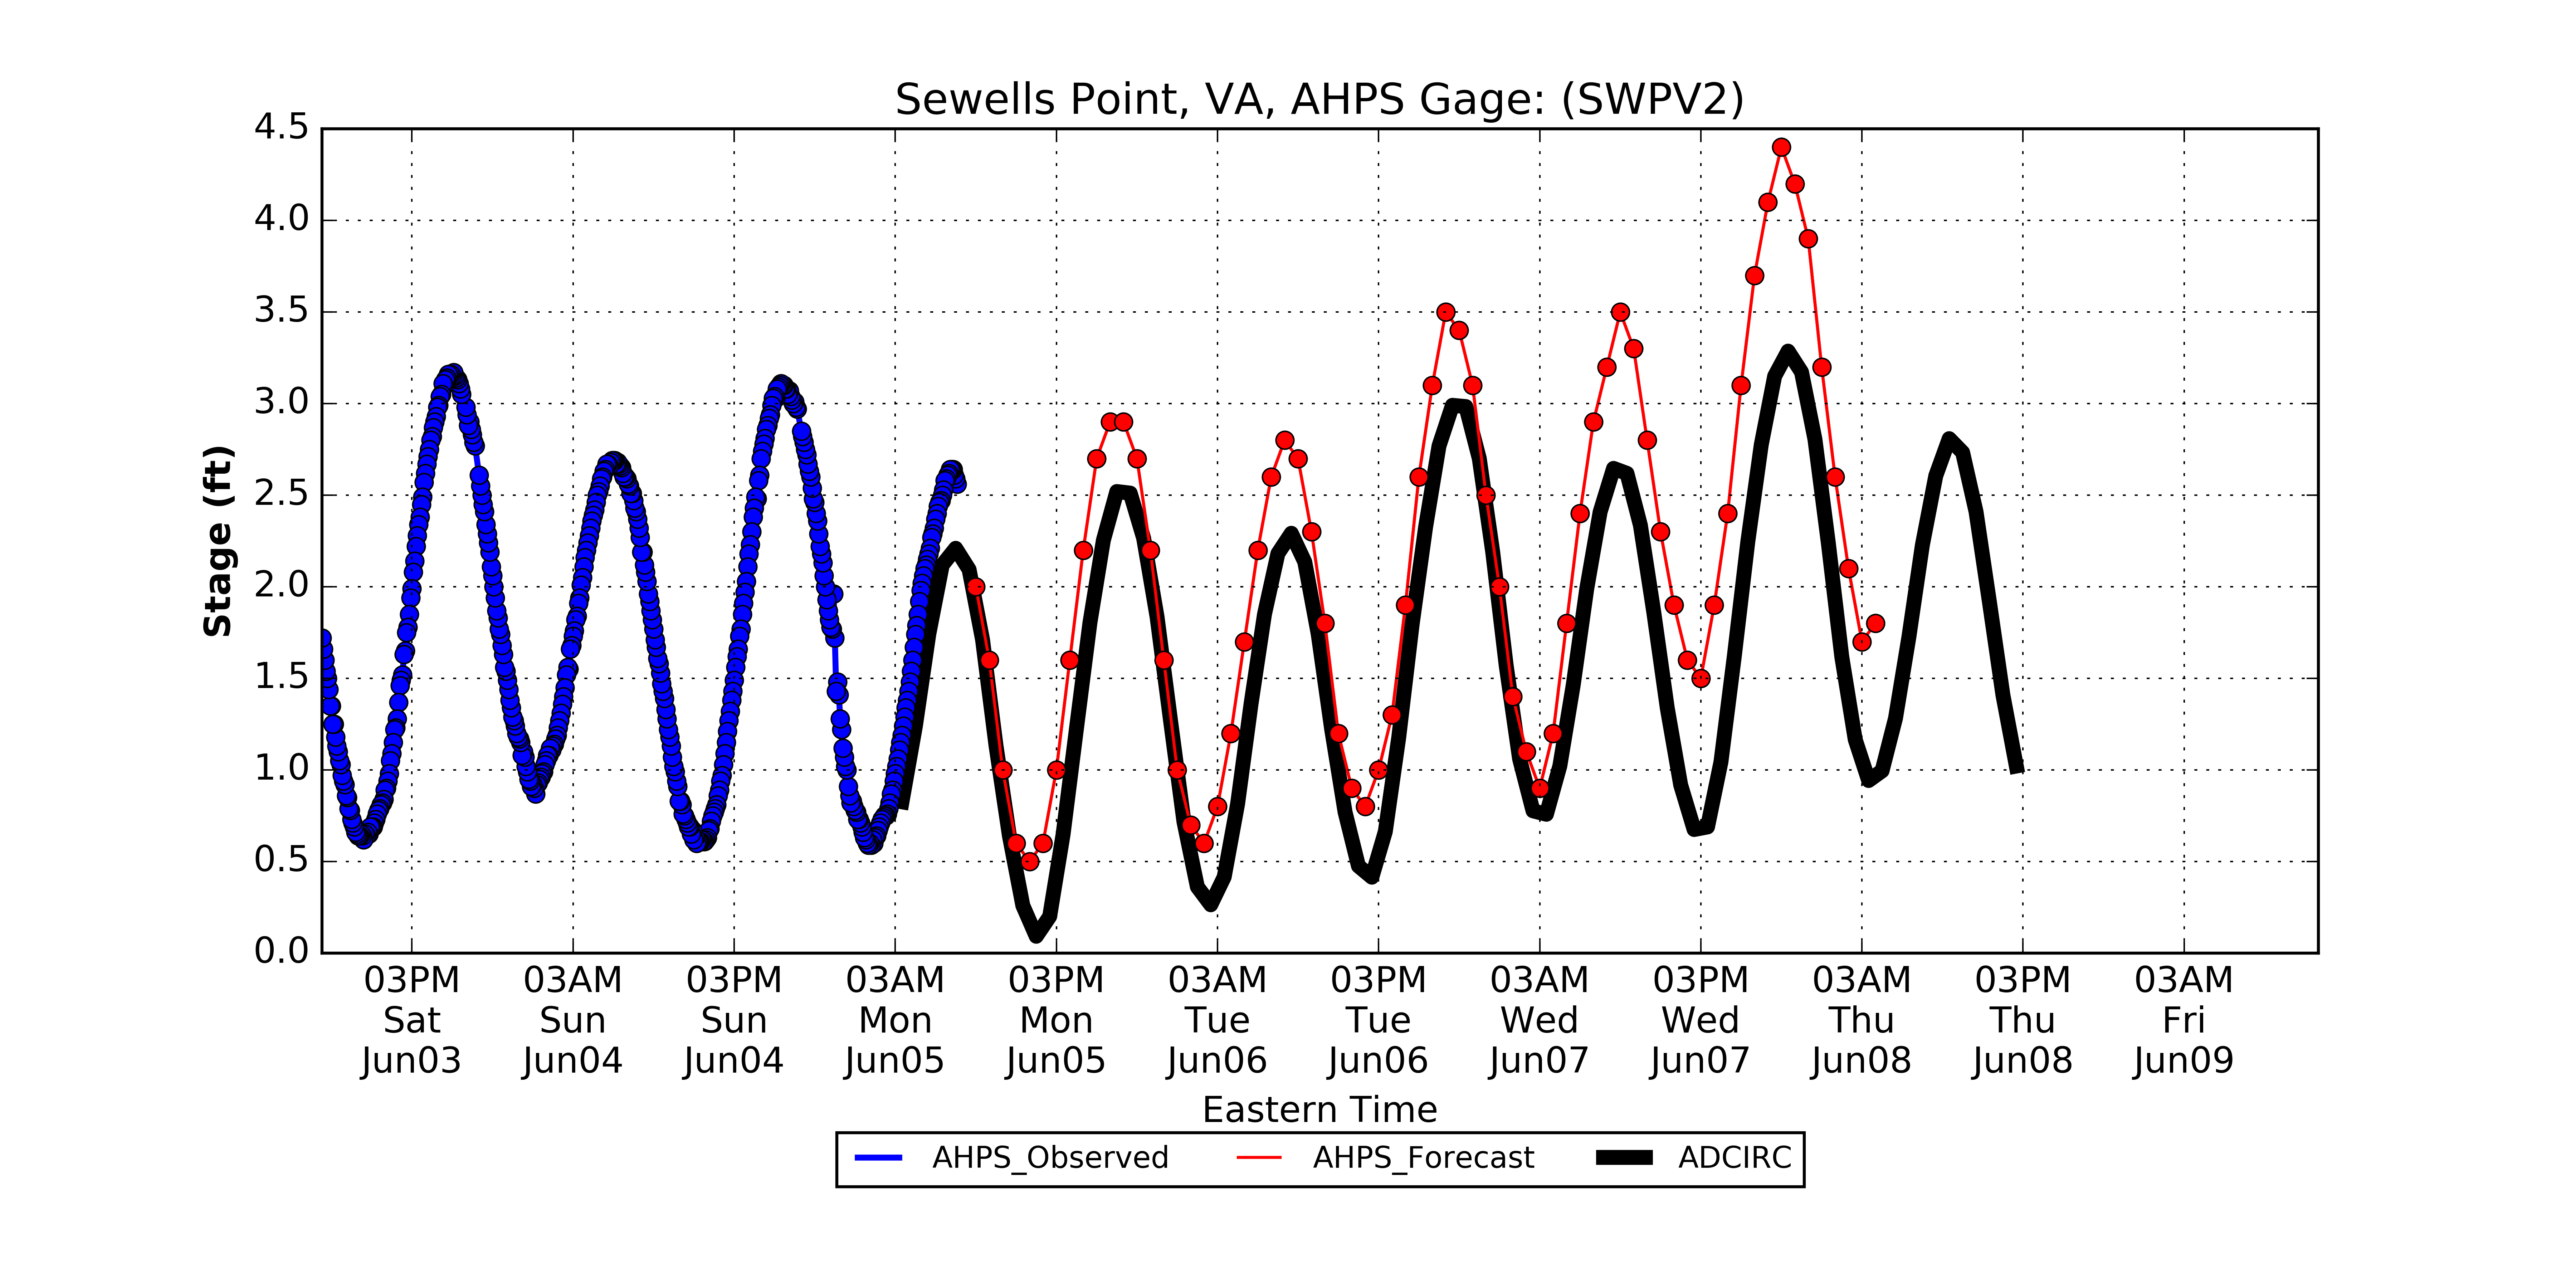 Sewells Point, VA, AHPS Gage: (SWPV2)
4.5
4.0
3.5
3.0
2.5
2.0
1.5
1.0
0.5
0.0
Stage (ft)
03PM 03AM 03PM 03AM 03PM 03AM 03PM 03AM 03PM 03AM 03PM 03AM
Sat Sun Sun Mon Mon Tue Tue Wed Wed Thu Thu Fri
Jun03 Jun04 Jun04 Jun05 Jun05 Jun06 Jun06 Jun07 Jun07 Jun08 Jun08 Jun09
Eastern Time
AHPS_Observed AHPS_Forecast ADCIRC